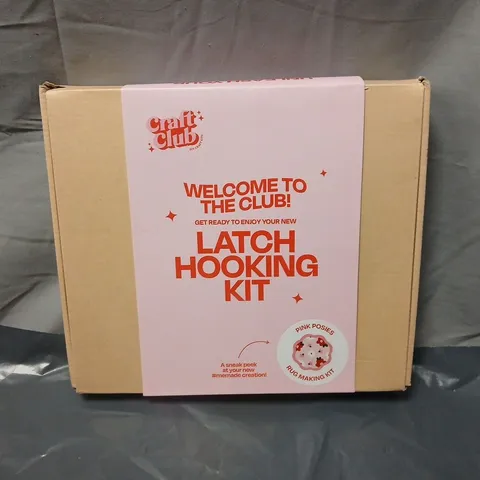 Craft
Club
WELCOME TO
THE CLUB!
GET READY TO ENJOY YOUR NEW
LATCH
HOOKING
KIT
A sneak peek
at your new
#memade creation!
PINK POSIES
RUG MAKING KIT